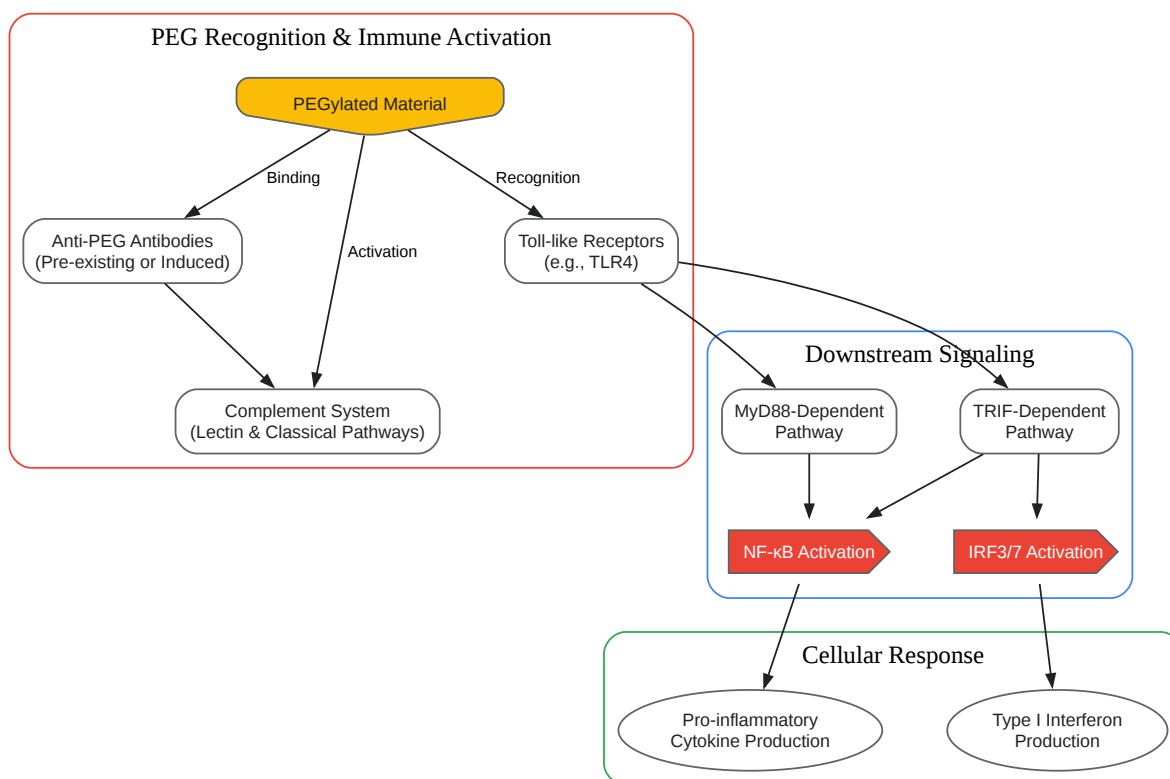 PEG Recognition & Immune Activation
PEGylated Material
Binding
Recognition
Anti-PEG Antibodies
(Pre-existing or Induced)
Activation
Toll-like Receptors
(e.g., TLR4)
Complement System
(Lectin & Classical Pathways)
Downstream Signaling
MyD88-Dependent
Pathway
TRIF-Dependent
Pathway
NF-κB Activation
IRF3/7 Activation
Cellular Response
Pro-inflammatory
Cytokine Production
Type I Interferon
Production